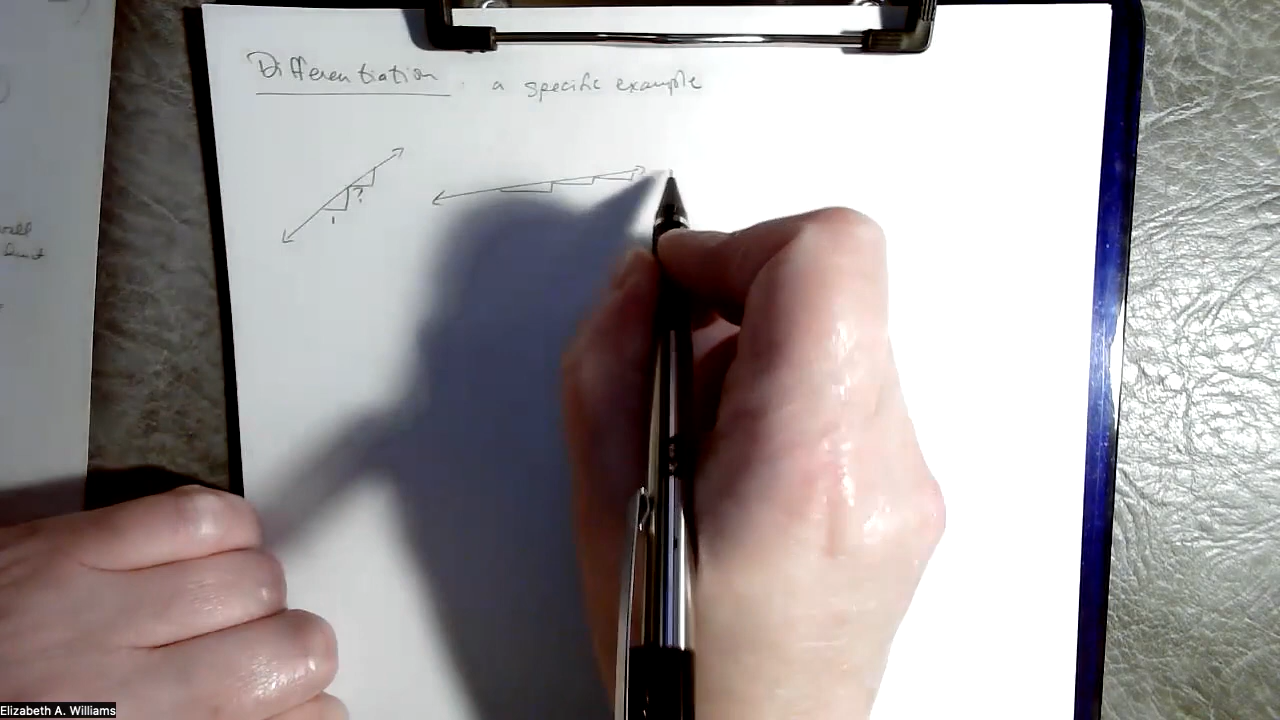 Differentiation : a specific example
?
1
Elizabeth A. Williams